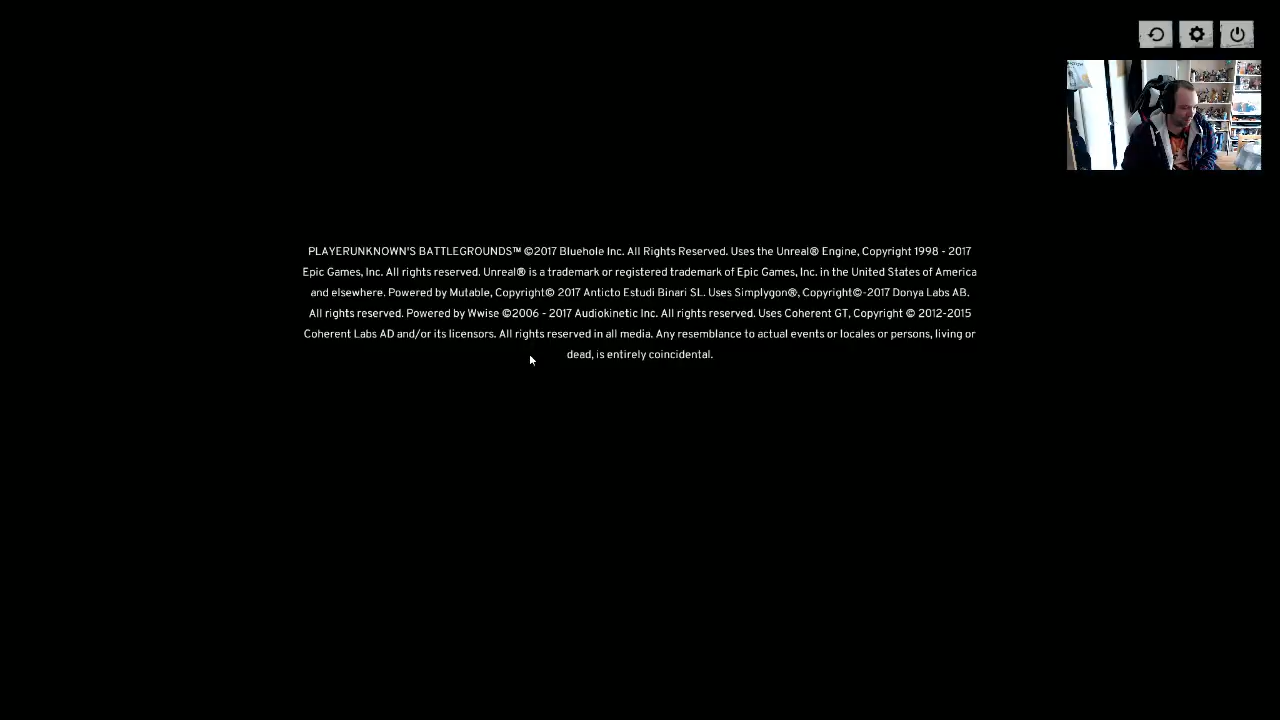 PLAYERUNKNOWN'S BATTLEGROUNDS™ ©2017 Bluehole Inc. All Rights Reserved. Uses the Unreal® Engine, Copyright 1998 - 2017
Epic Games, Inc. All rights reserved. Unreal® is a trademark or registered trademark of Epic Games, Inc. in the United States of America
and elsewhere. Powered by Mutable, Copyright© 2017 Anticto Estudi Binari SL. Uses Simplygon®, Copyright©-2017 Donya Labs AB.
All rights reserved. Powered by Wwise ©2006 - 2017 Audiokinetic Inc. All rights reserved. Uses Coherent GT, Copyright © 2012-2015
Coherent Labs AD and/or its licensors. All rights reserved in all media. Any resemblance to actual events or locales or persons, living or
dead, is entirely coincidental.